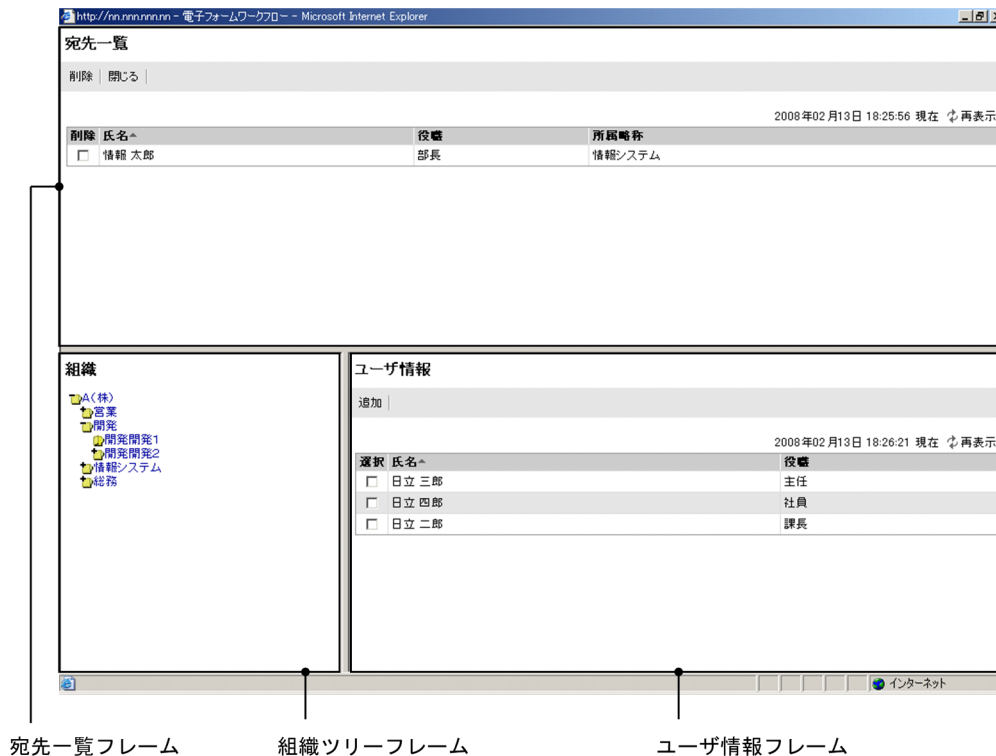 http://nn.nnn.nnn.nn - 電子フォームワークフロー - Microsoft Internet Explorer
宛先一覧
削除 閉じる
2008年02月13日 18:25:56 現在 再表示
削除 氏名 役職 所属略称
情報 太郎 部長 情報システム
組織
A(株)
営業
開発
開発開発1
開発開発2
情報システム
総務
ユーザ情報
追加
2008年02月13日 18:26:21 現在 再表示
選択 氏名 役職
日立 三郎 主任
日立 四郎 社員
日立 二郎 課長
インターネット
宛先一覧フレーム 組織ツリーフレーム ユーザ情報フレーム